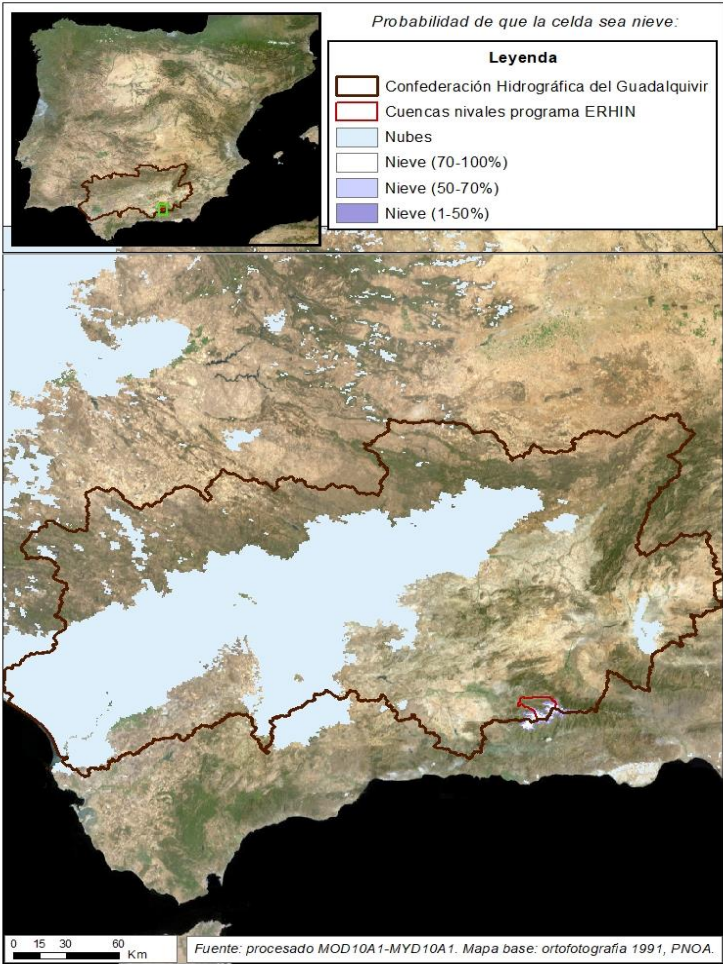 Probabilidad de que la celda sea nieve:
Leyenda
Confederación Hidrográfica del Guadalquivir
Cuencas nivales programa ERHIN
Nubes
Nieve (70-100%)
Nieve (50-70%)
Nieve (1-50%)
0 15 30 60
Km
Fuente: procesado MOD10A1-MYD10A1. Mapa base: ortofotografía 1991, PNOA.